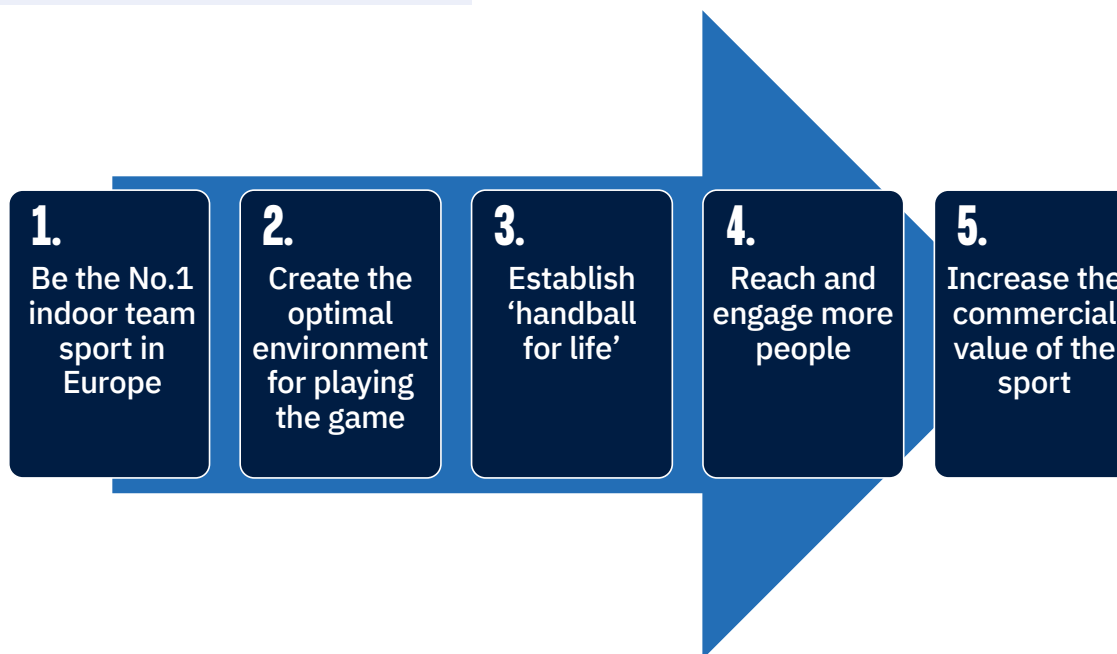 1.
Be the No.1
indoor team
sport in
Europe
2.
Create the
optimal
environment
for playing
the game
3.
Establish
‘handball
for life’
4.
Reach and
engage more
people
5.
Increase the
commercial
value of the
sport